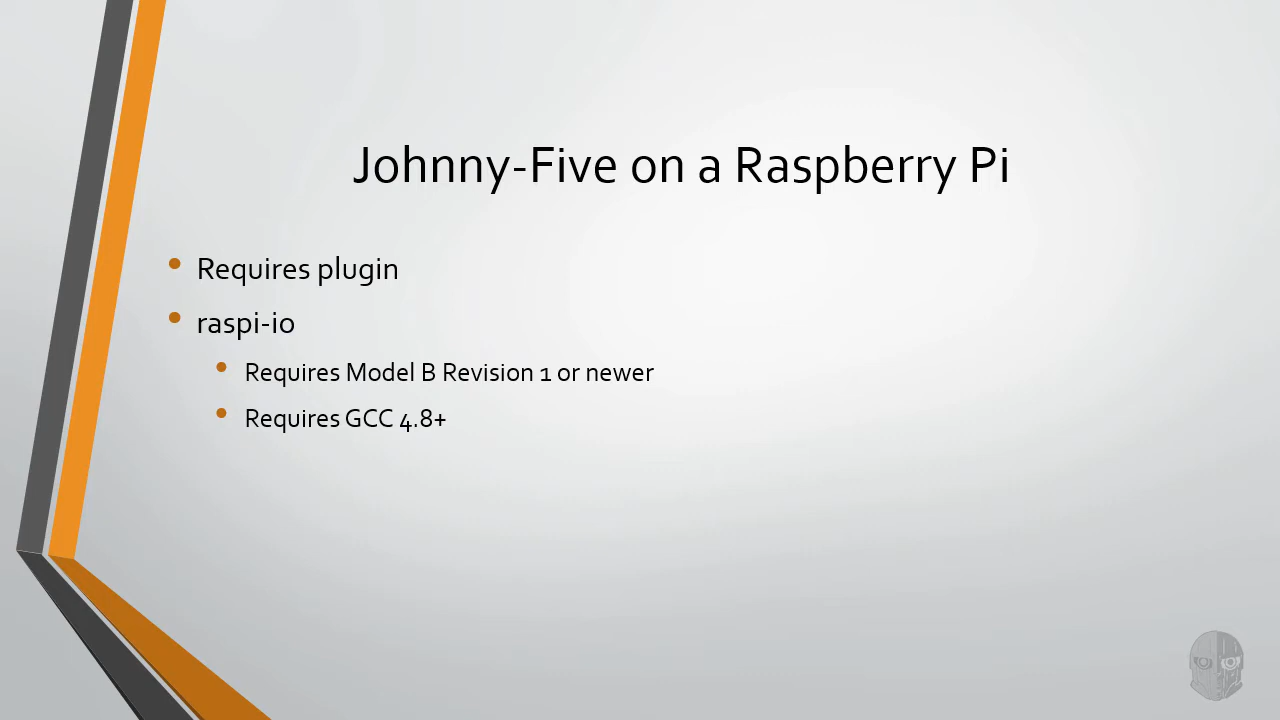 Johnny-Five on a Raspberry Pi
Requires plugin
raspi-io
Requires Model B Revision 1 or newer
Requires GCC 4.8+